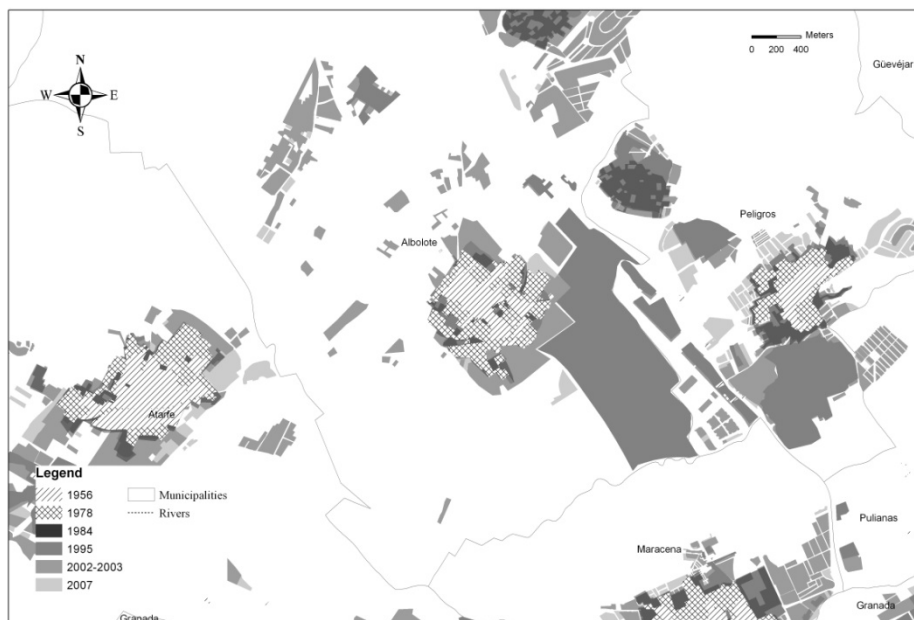 N
W E
S
Meters
0 200 400
Güevéjar
Peligros
Albolote
Atarfe
Legend
1956
1978
1984
1995
2002-2003
2007
Municipalities
Rivers
Pulianas
Maracena
Granada
Granada